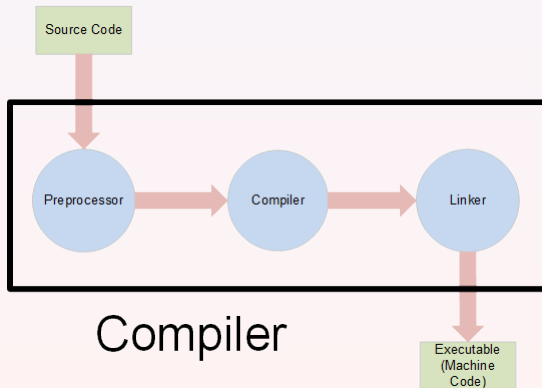 Source Code
Preprocessor
Compiler
Linker
Compiler
Executable
(Machine
Code)